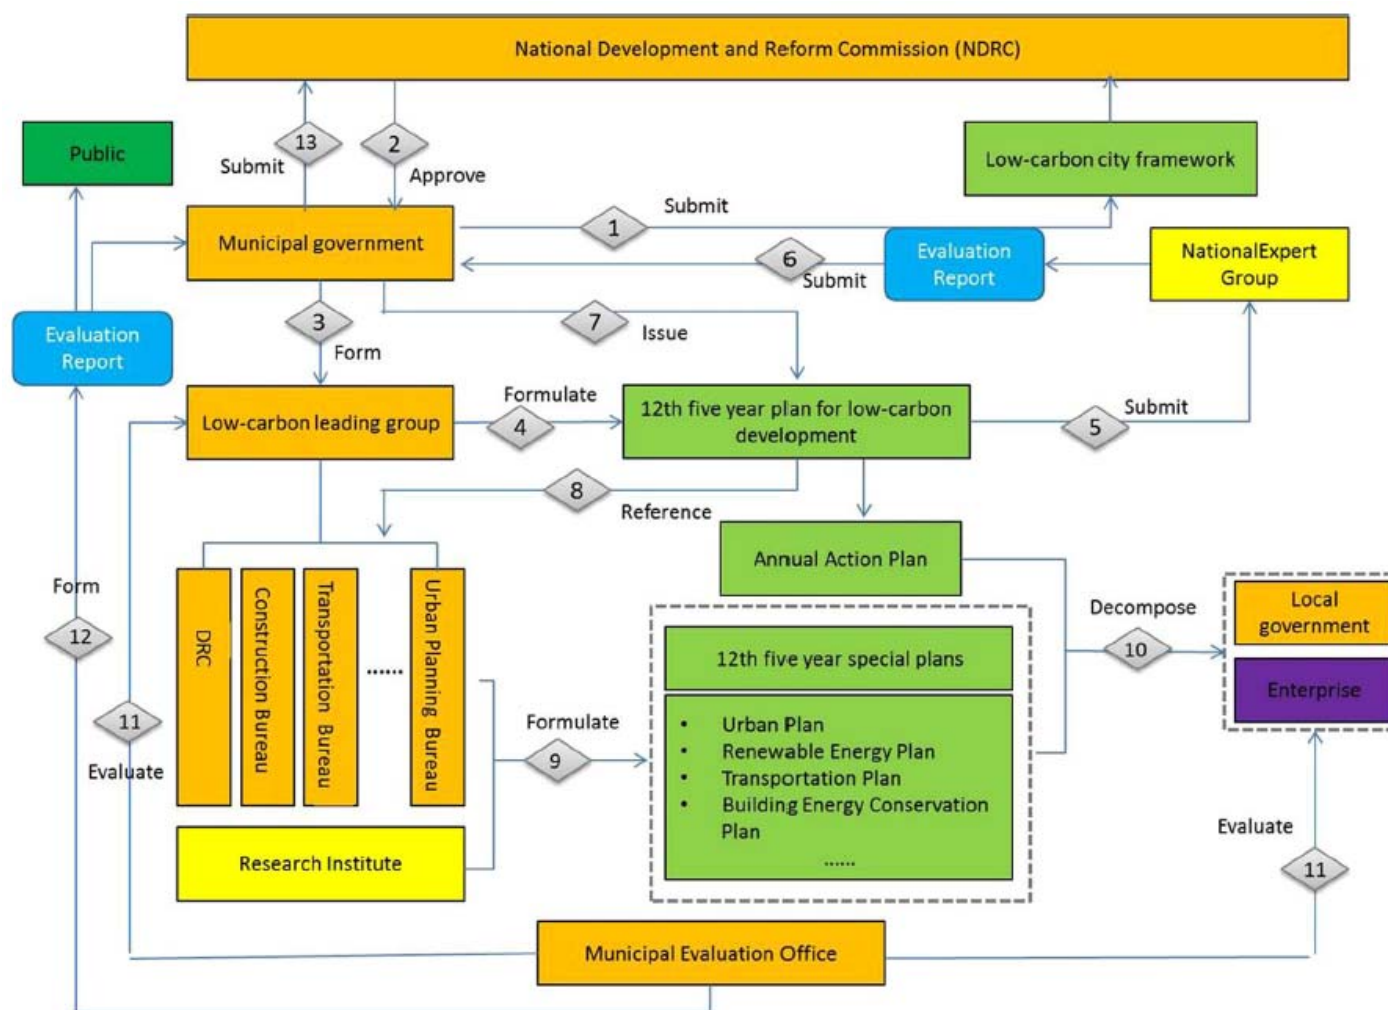 National Development and Reform Commission (NDRC)
13
2
Submit
Approve
Public
Low-carbon city framework
Municipal government
1
Submit
6
Submit
Evaluation
Report
NationalExpert
Group
3
Form
7
Issue
Evaluation
Report
Low-carbon leading group
Formulate
4
12th five year plan for low-carbon
development
5
Submit
8
Reference
Annual Action Plan
Form
12
11
Evaluate
DRC
Construction Bureau
Transportation Bureau
......
Urban Planning Bureau
Research Institute
Formulate
9
12th five year special plans
• Urban Plan
• Renewable Energy Plan
• Transportation Plan
• Building Energy Conservation
Plan
......
Decompose
10
Local
government
Enterprise
Evaluate
11
Municipal Evaluation Office